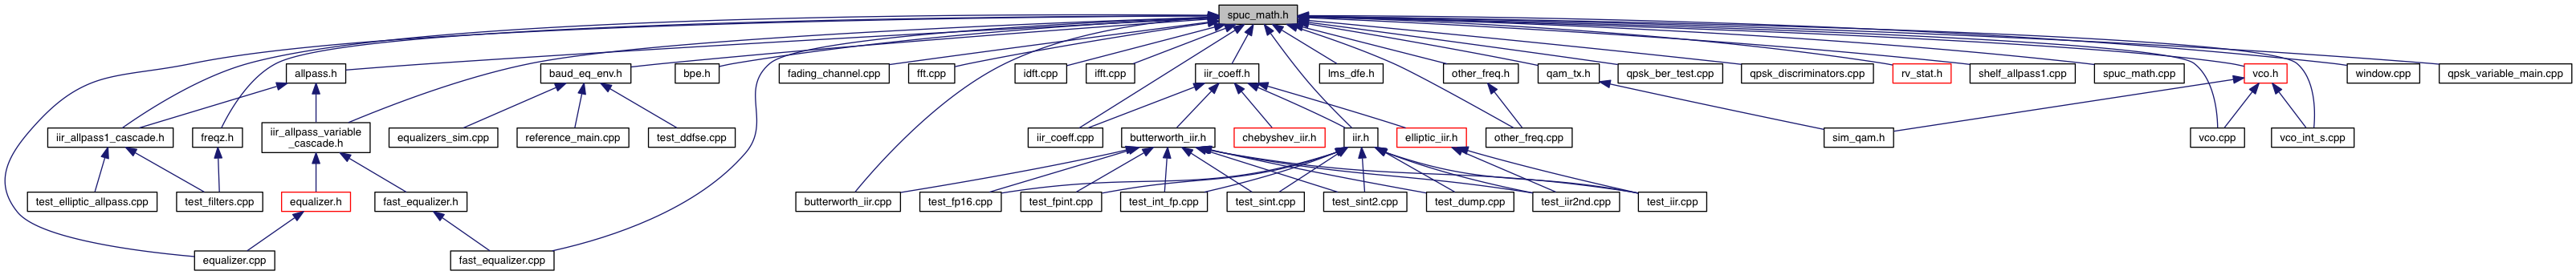 spuc_math.h
allpass.h
baud_eq_env.h
bpe.h
fading_channel.cpp
fft.cpp
idft.cpp
ifft.cpp
iir_coeff.h
lms_dfe.h
other_freq.h
qam_tx.h
qpsk_ber_test.cpp
qpsk_discriminators.cpp
rv_stat.h
shelf_allpass1.cpp
spuc_math.cpp
vco.h
window.cpp
qpsk_variable_main.cpp
iir_allpass1_cascade.h
freqz.h
iir_allpass_variable
_cascade.h
equalizers_sim.cpp
reference_main.cpp
test_ddfse.cpp
iir_coeff.cpp
butterworth_iir.h
chebyshev_iir.h
iir.h
elliptic_iir.h
other_freq.cpp
sim_qam.h
vco.cpp
vco_int_s.cpp
test_elliptic_allpass.cpp
test_filters.cpp
equalizer.h
fast_equalizer.h
butterworth_iir.cpp
test_fp16.cpp
test_fpint.cpp
test_int_fp.cpp
test_sint.cpp
test_sint2.cpp
test_dump.cpp
test_iir2nd.cpp
test_iir.cpp
equalizer.cpp
fast_equalizer.cpp